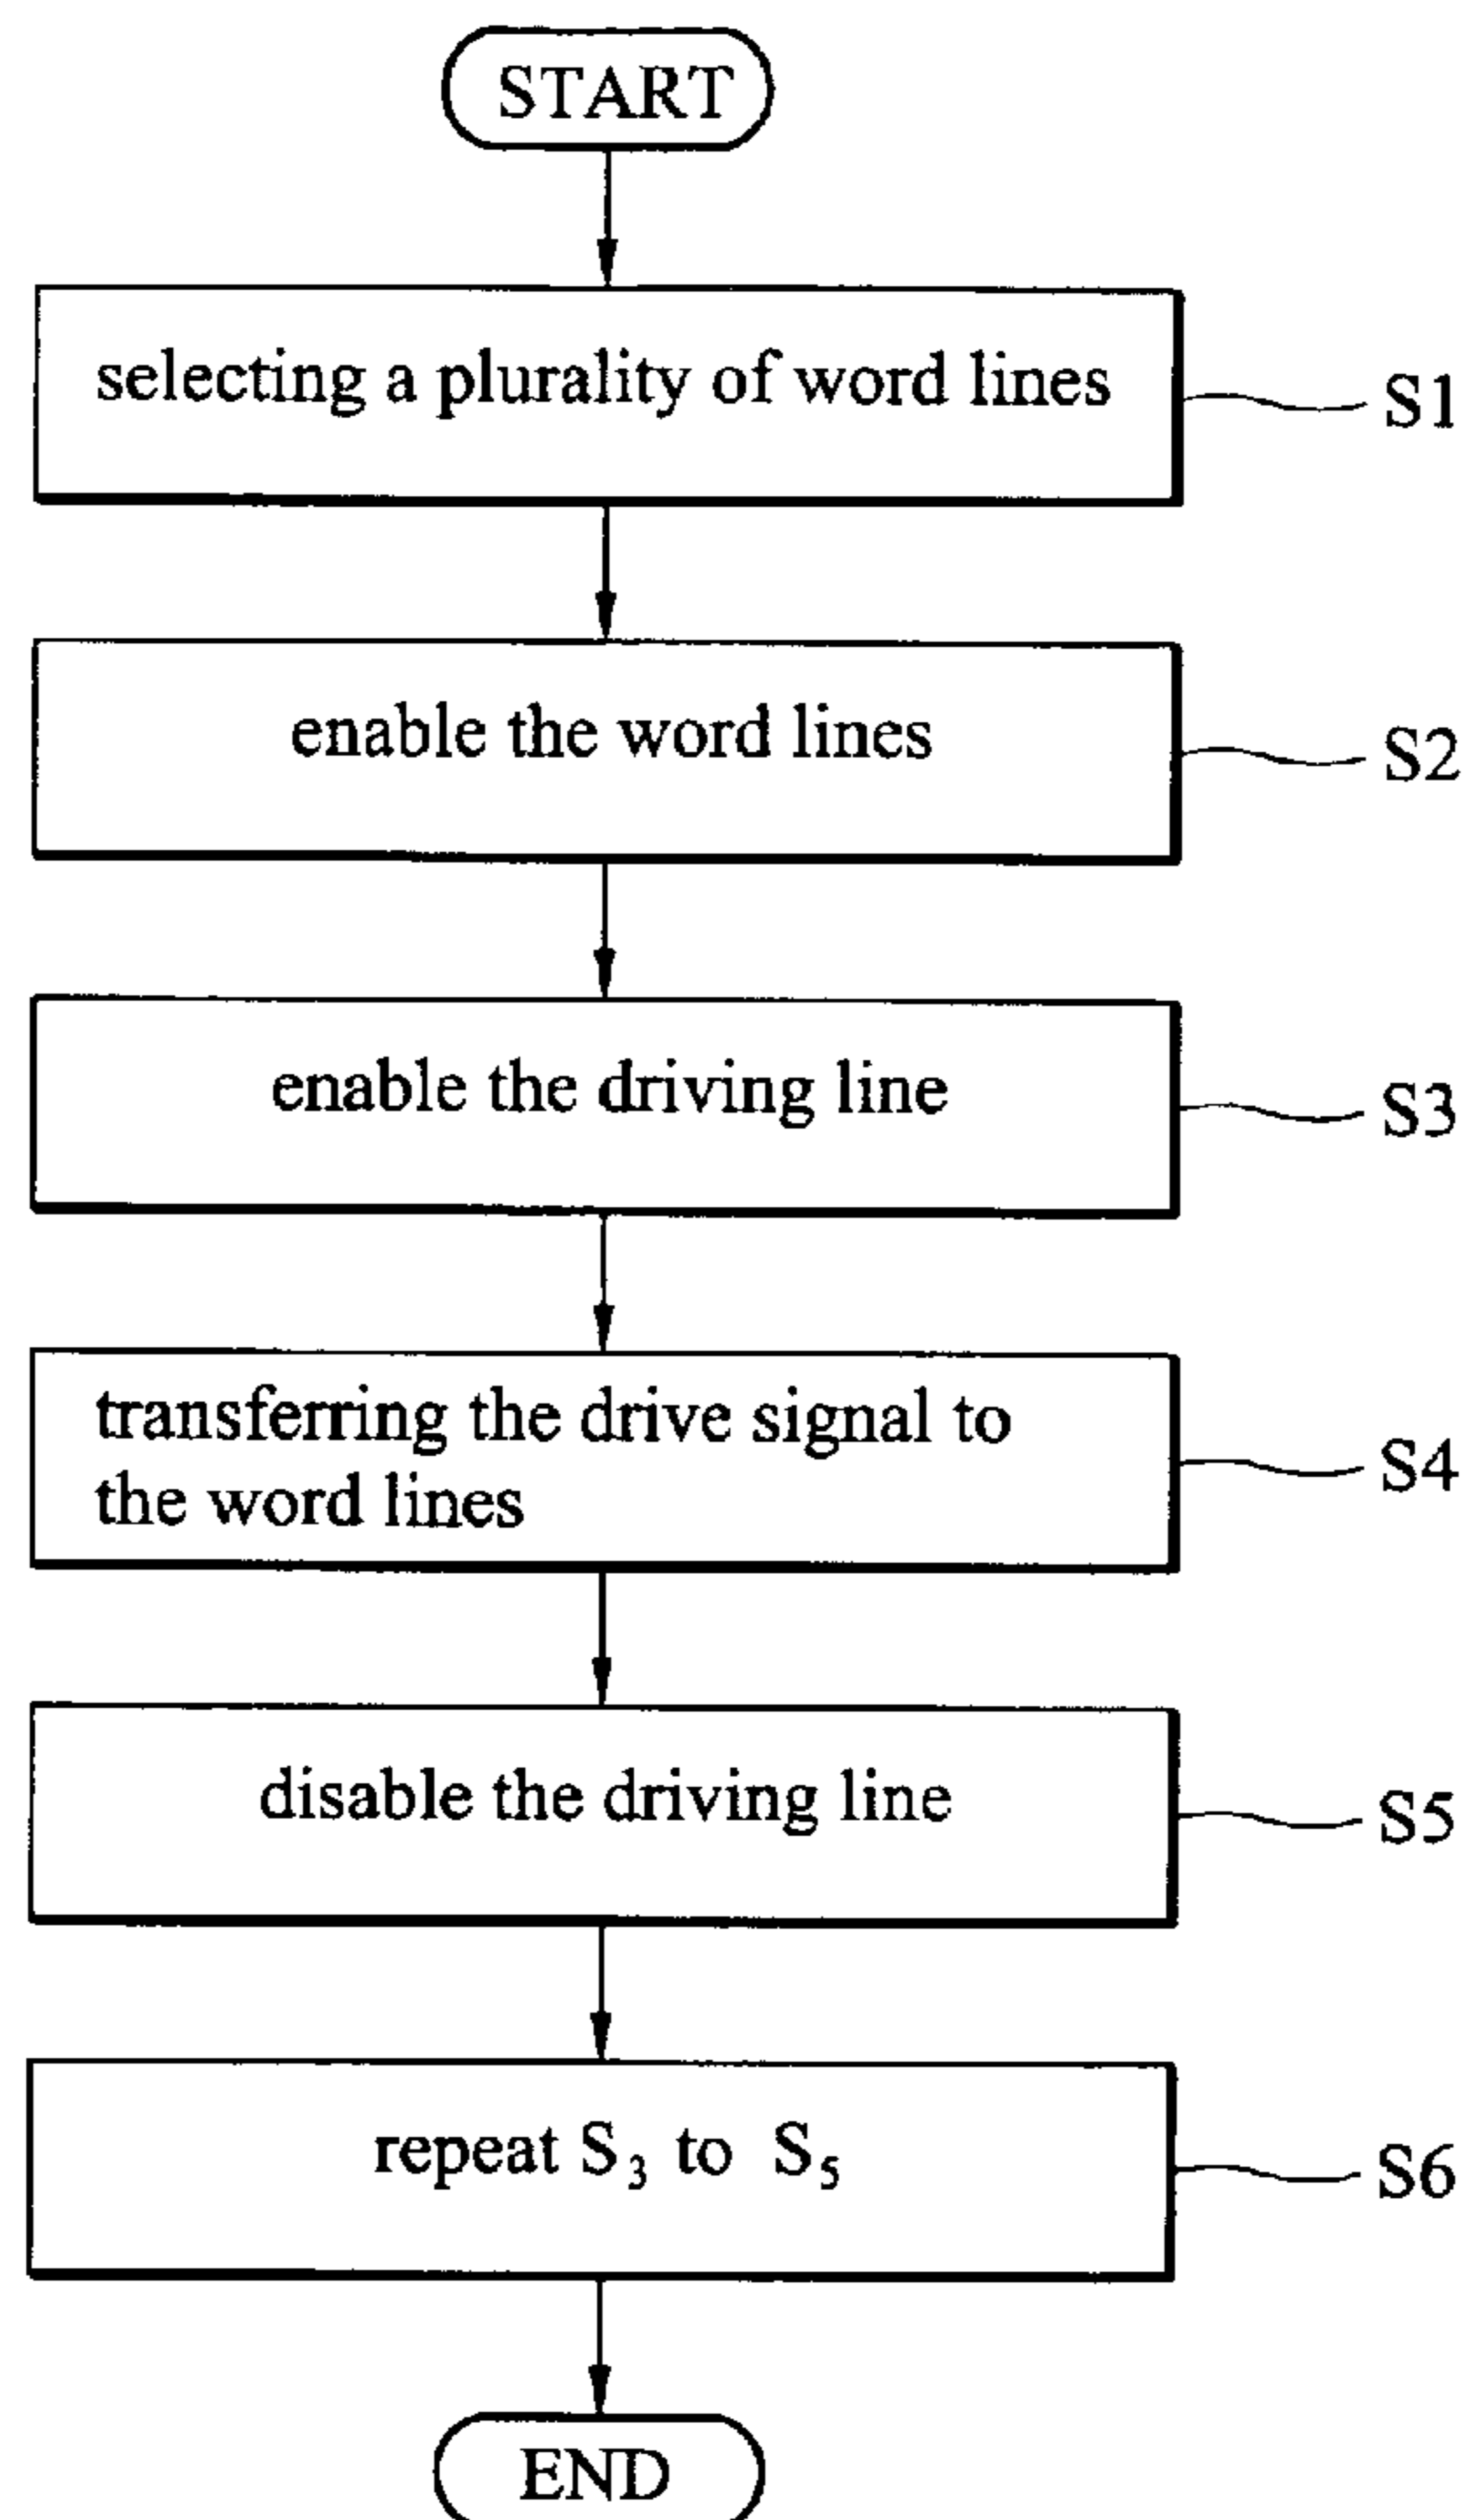 START
selecting a plurality of word lines
S1
enable the word lines
S2
enable the driving line
S3
transferring the drive signal to
the word lines
S4
disable the driving line
S5
repeat S3 to S5
S6
END